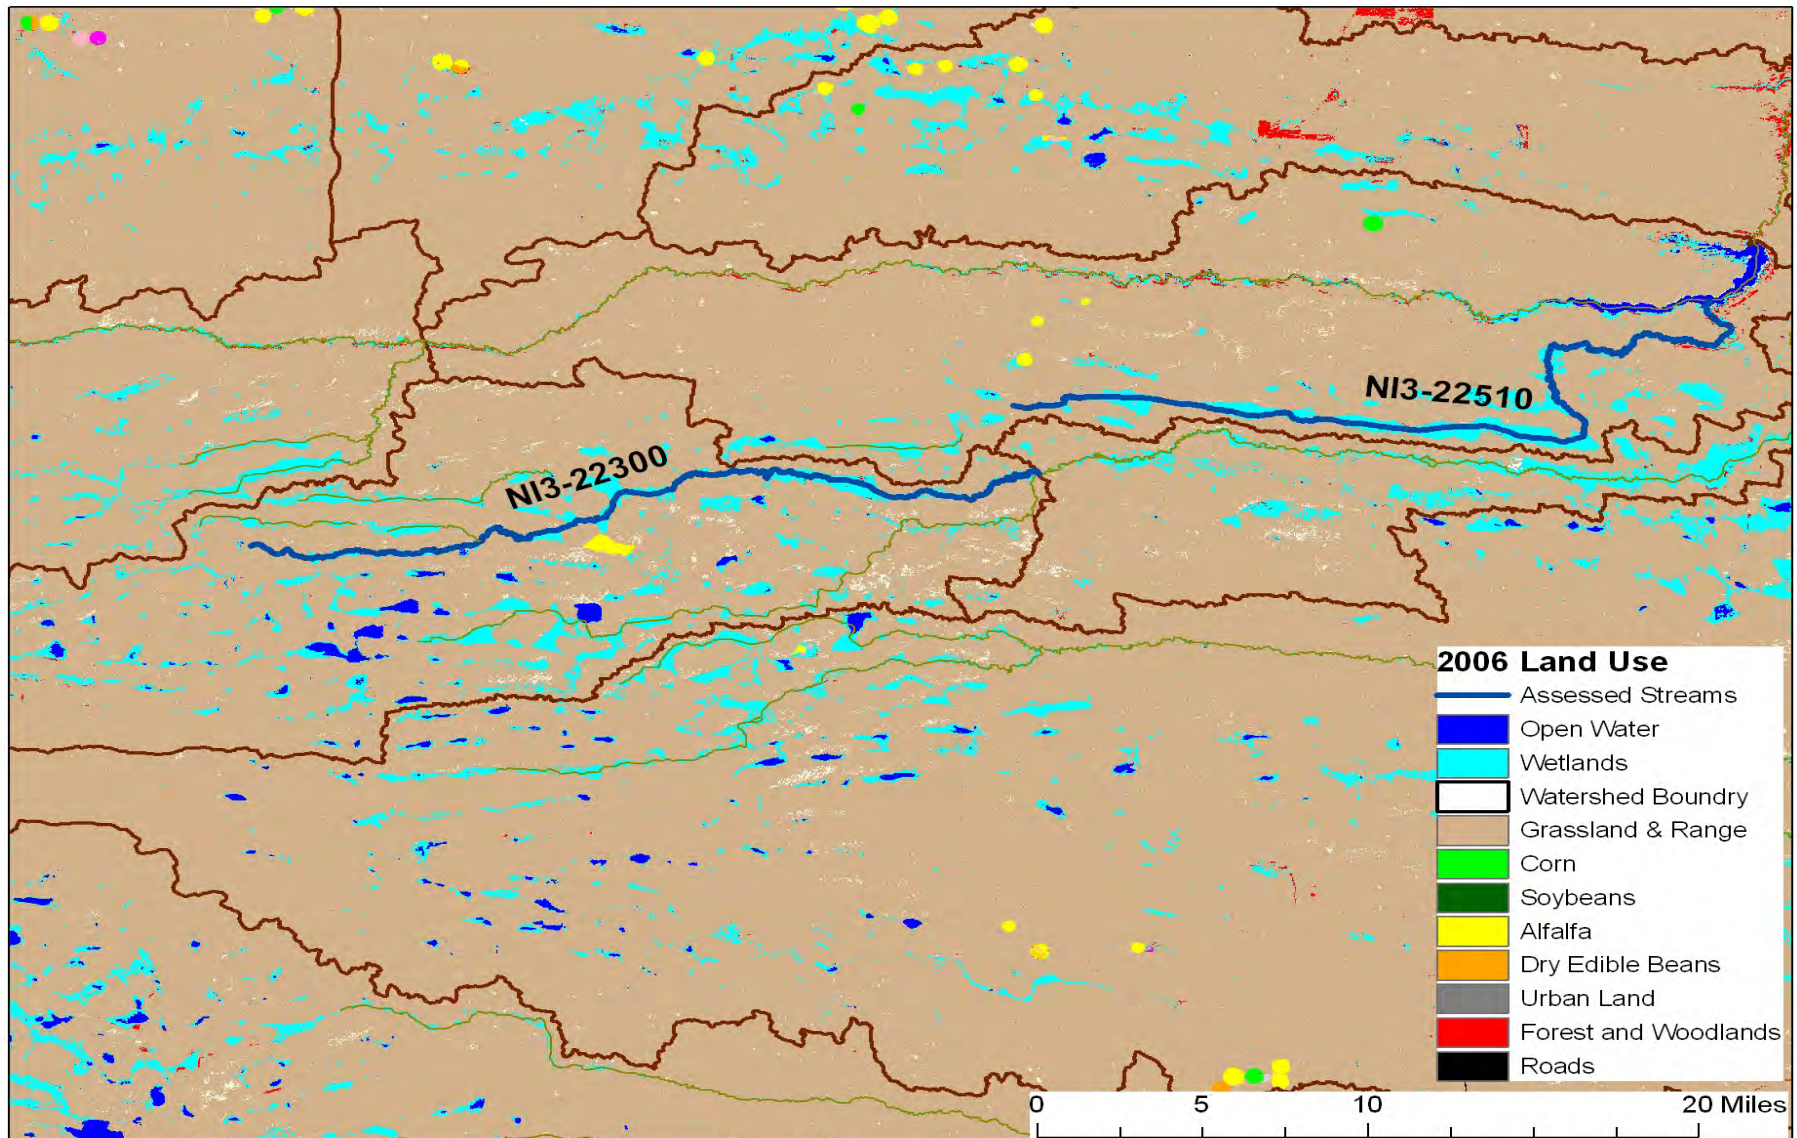 NI3-22510
NI3-22300
2006 Land Use
Assessed Streams
Open Water
Wetlands
Watershed Boundry
Grassland & Range
Corn
Soybeans
Alfalfa
Dry Edible Beans
Urban Land
Forest and Woodlands
Roads
0 5 10 20 Miles